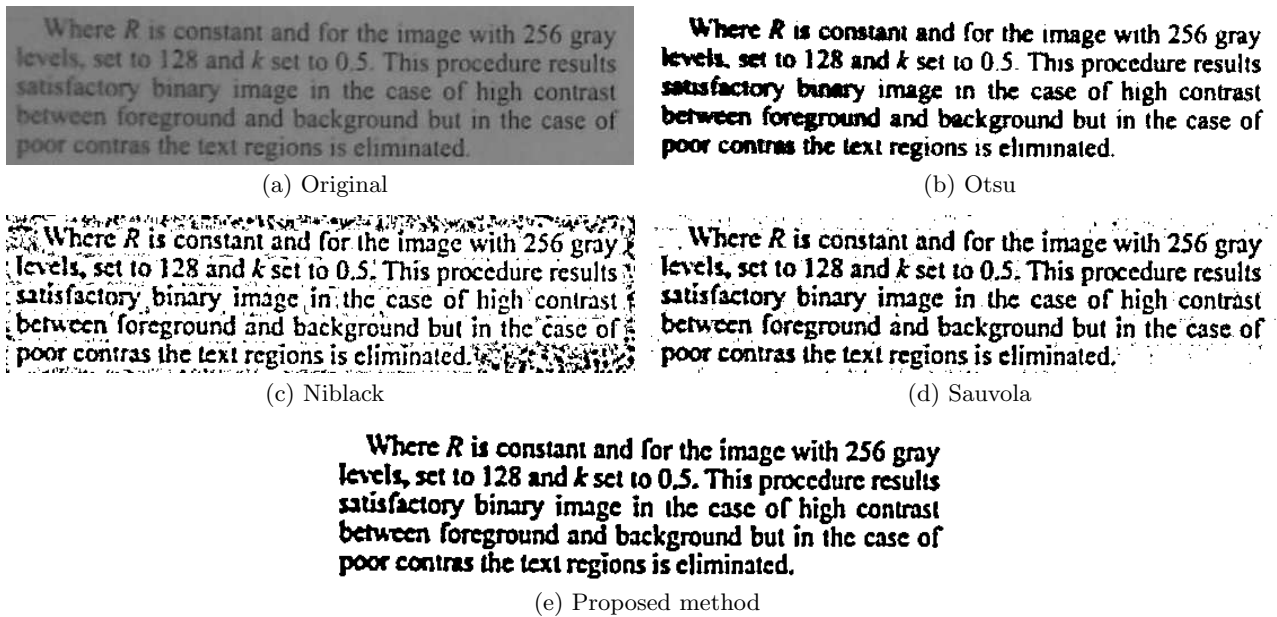 Where R is constant and for the image with 256 gray
levels, set to 128 and k set to 0.5. This procedure results
satisfactory binary image in the case of high contrast
between foreground and background but in the case of
poor contras the text regions is eliminated.
(a) Original
Where R is constant and for the image with 256 gray
levels, set to 128 and k set to 0.5. This procedure results
satisfactory binary image in the case of high contrast
between foreground and background but in the case of
poor contras the text regions is eliminated.
(b) Otsu
Where R is constant and for the image with 256 gray
levels, set to 128 and k set to 0.5. This procedure results
satisfactory binary image in the case of high contrast
between foreground and background but in the case of
poor contras the text regions is eliminated.
(c) Niblack
Where R is constant and for the image with 256 gray
levels, set to 128 and k set to 0.5. This procedure results
satisfactory binary image in the case of high contrast
between foreground and background but in the case of
poor contras the text regions is eliminated.
(d) Sauvola
Where R is constant and for the image with 256 gray
levels, set to 128 and k set to 0.5. This procedure results
satisfactory binary image in the case of high contrast
between foreground and background but in the case of
poor contras the text regions is eliminated.
(e) Proposed method